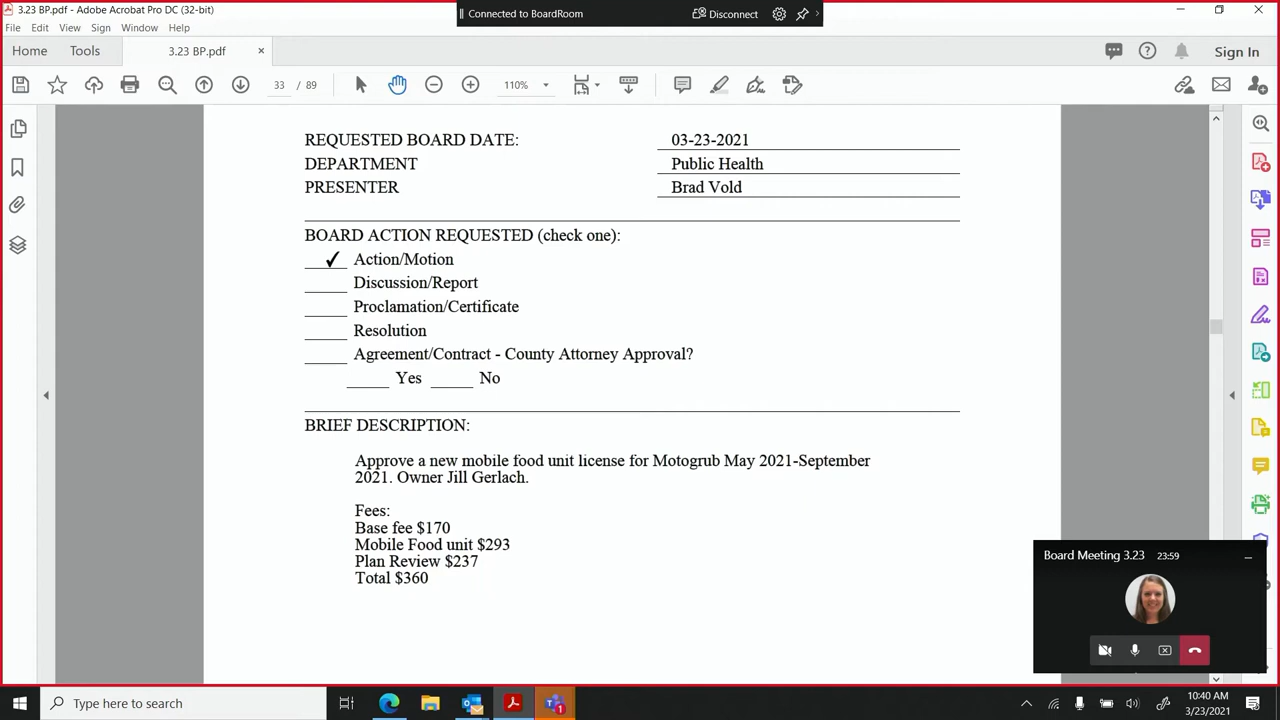 3.23 BP.pdf - Adobe Acrobat Pro DC (32-bit)
Connected to BoardRoom
Disconnect
File Edit View Sign Window Help
Home Tools 3.23 BP.pdf × Sign In
33 / 89 110%
REQUESTED BOARD DATE: 03-23-2021
DEPARTMENT Public Health
PRESENTER Brad Vold
BOARD ACTION REQUESTED (check one):
✓ Action/Motion
Discussion/Report
Proclamation/Certificate
Resolution
Agreement/Contract - County Attorney Approval?
Yes No
BRIEF DESCRIPTION:
Approve a new mobile food unit license for Motogrub May 2021-September
2021. Owner Jill Gerlach.
Fees:
Base fee $170
Mobile Food unit $293
Plan Review $237
Total $360
Board Meeting 3.23 23:59
Type here to search
1
10:40 AM
3/23/2021